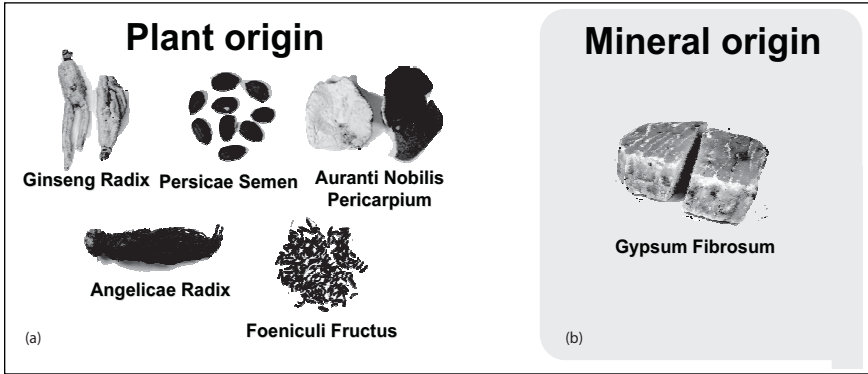 Plant origin
Ginseng Radix
Persicae Semen
Auranti Nobilis
Pericarpium
Angelicae Radix
Foeniculi Fructus
(a)
Mineral origin
Gypsum Fibrosum
(b)